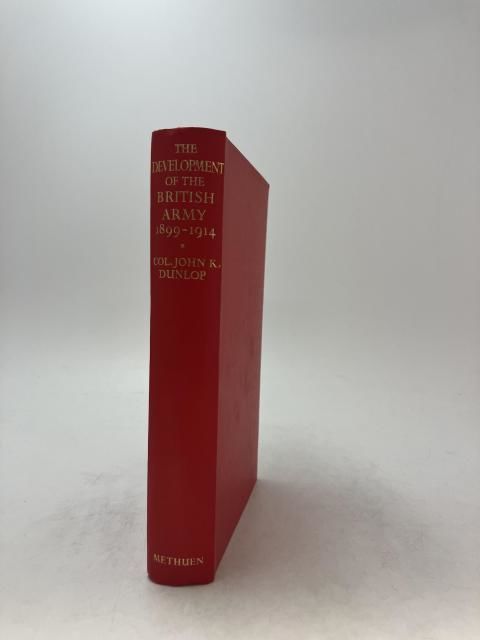 THE
DEVELOPMENT
OF THE
BRITISH
ARMY
1899-1914
*
COL. JOHN K.
DUNLOP
METHUEN